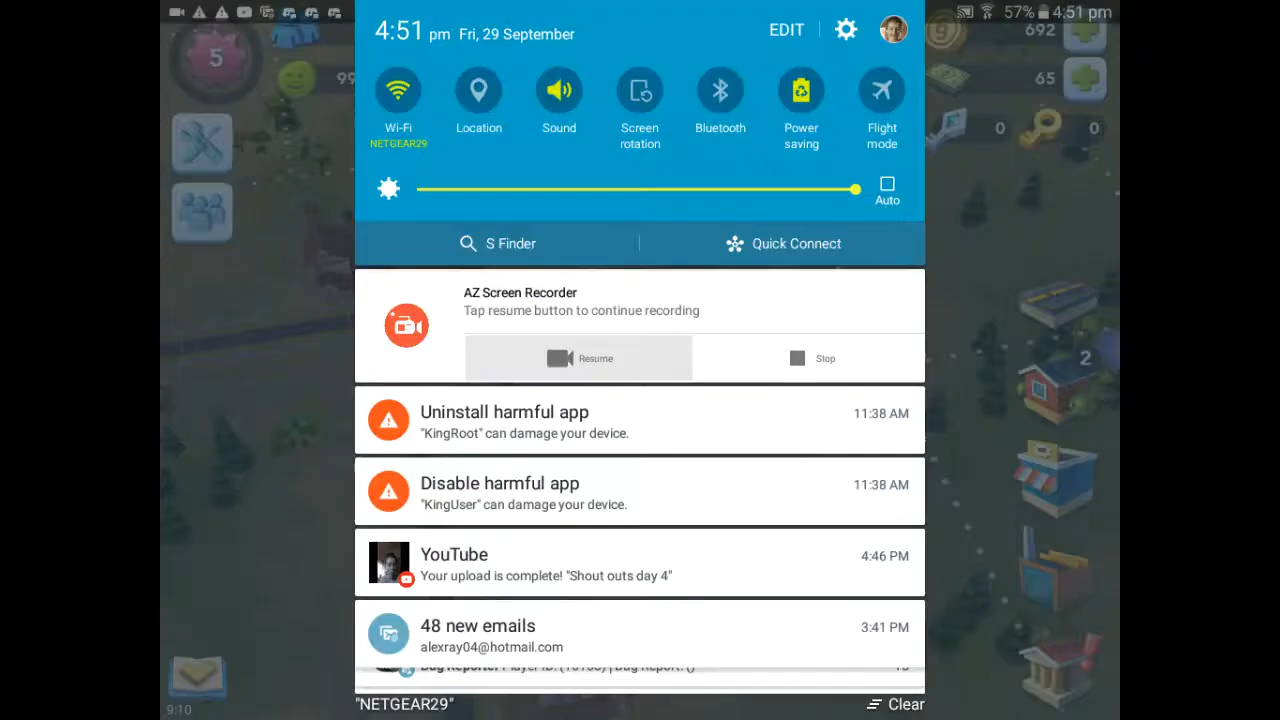 57% 4:51 pm
4:51 pm Fri, 29 September
EDIT
5
99
692
65
0
0
Wi-Fi
NETGEAR29
Location
Sound
Screen rotation
Bluetooth
Power saving
Flight mode
Auto
S Finder
Quick Connect
AZ Screen Recorder
Tap resume button to continue recording
Resume
Stop
Uninstall harmful app
11:38 AM
"KingRoot" can damage your device.
Disable harmful app
11:38 AM
"KingUser" can damage your device.
YouTube
4:46 PM
Your upload is complete! "Shout outs day 4"
48 new emails
3:41 PM
alexray04@hotmail.com
2
9:10
"NETGEAR29"
Clear